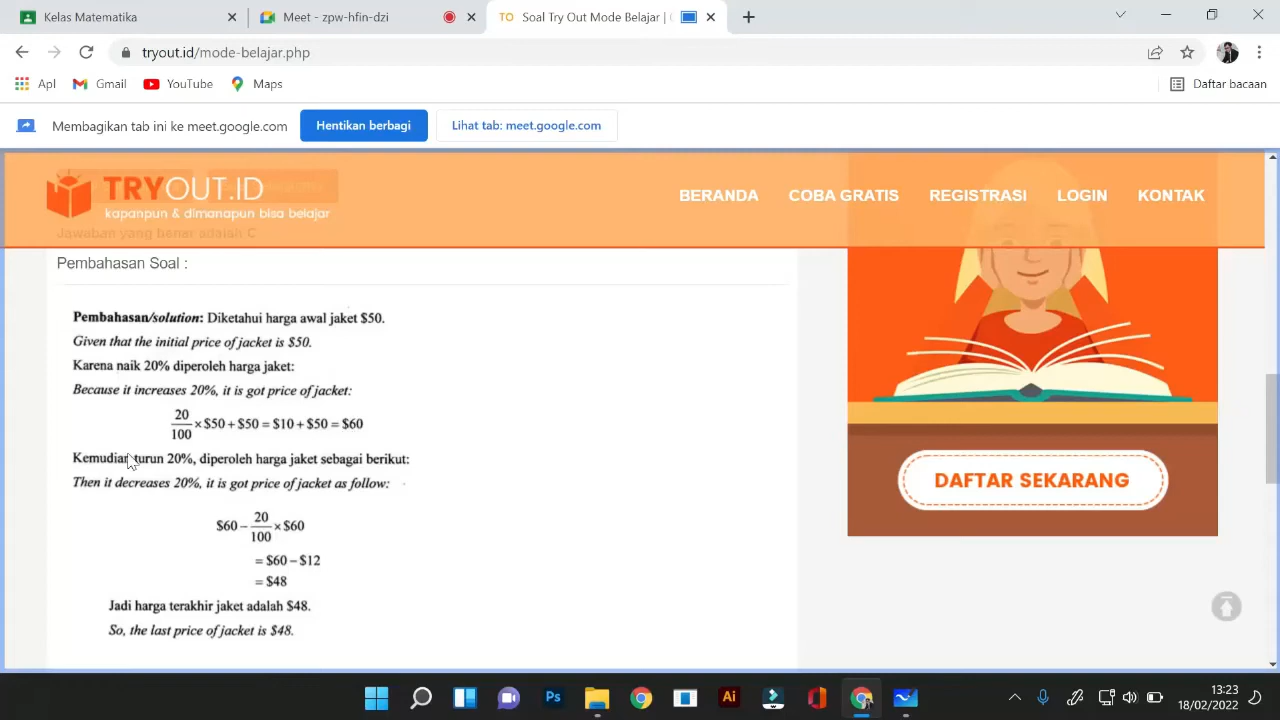 Kelas Matematika
Meet - zpw-hfin-dzi
TO Soal Try Out Mode Belajar | (
tryout.id/mode-belajar.php
Apl
Gmail
YouTube
Maps
Daftar bacaan
Membagikan tab ini ke meet.google.com
Hentikan berbagi
Lihat tab: meet.google.com
TRYOUT.ID
kapanpun & dimanapun bisa belajar
BERANDA
COBA GRATIS
REGISTRASI
LOGIN
KONTAK
Jawaban yang benar adalah C
Pembahasan Soal :
Pembahasan/solution: Diketahui harga awal jaket $50.
Given that the initial price of jacket is $50.
Karena naik 20% diperoleh harga jaket:
Because it increases 20%, it is got price of jacket:
20/100 × $50 + $50 = $10 + $50 = $60
Kemudian turun 20%, diperoleh harga jaket sebagai berikut:
Then it decreases 20%, it is got price of jacket as follow:
$60 – 20/100 × $60
= $60 – $12
= $48
Jadi harga terakhir jaket adalah $48.
So, the last price of jacket is $48.
DAFTAR SEKARANG
Ps
Ai
13:23
18/02/2022